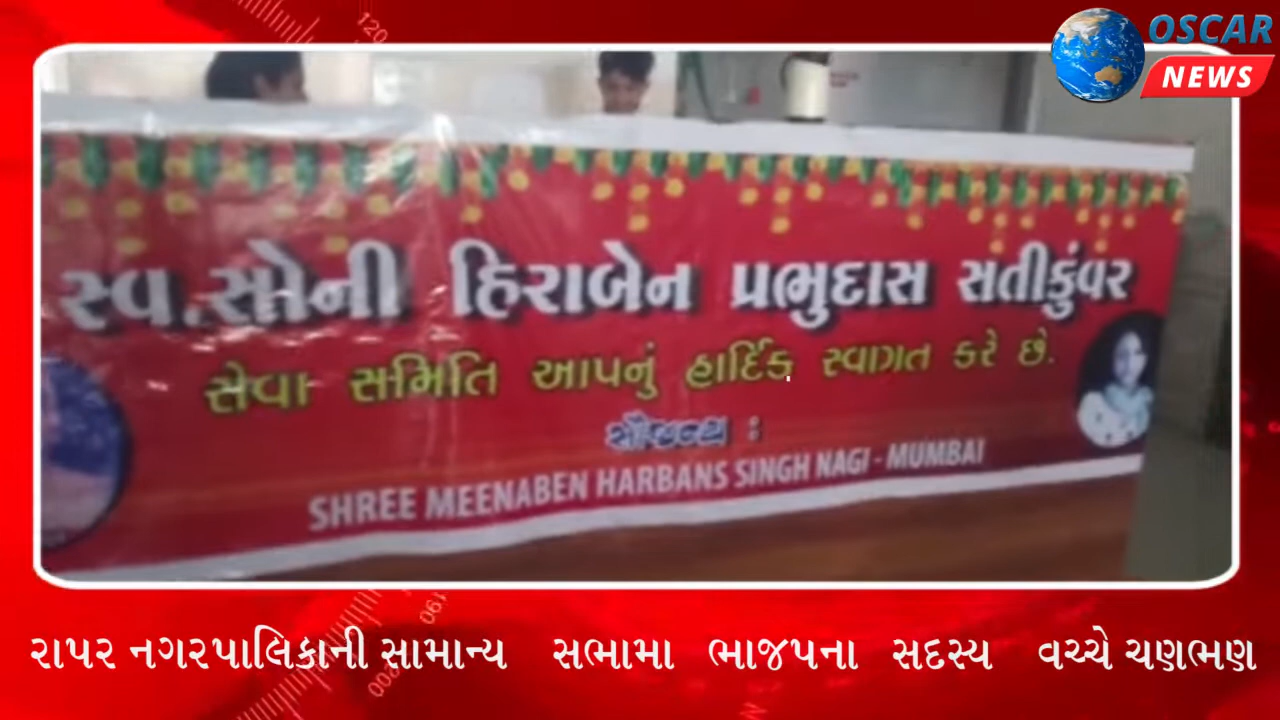 OSCAR
NEWS
સ્વ.સોની હિરાબેન પ્રભુદાસ સતીકુંવર
સેવા સમિતિ આપનું હાર્દિક સ્વાગત કરે છે.
સૌજન્ય :
SHREE MEENABEN HARBANS SINGH NAGI - MUMBAI
રાપર નગરપાલિકાની સામાન્ય સભામા ભાજપના સદસ્ય વચ્ચે ચણભણ